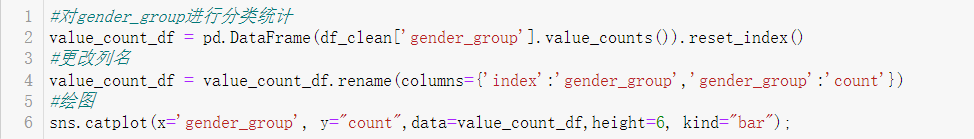 1 #对gender_group进行分类统计
2 value_count_df = pd.DataFrame(df_clean['gender_group'].value_counts()).reset_index()
3 #更改列名
4 value_count_df = value_count_df.rename(columns={'index':'gender_group','gender_group':'count'})
5 #绘图
6 sns.catplot(x='gender_group', y="count",data=value_count_df,height=6, kind="bar");